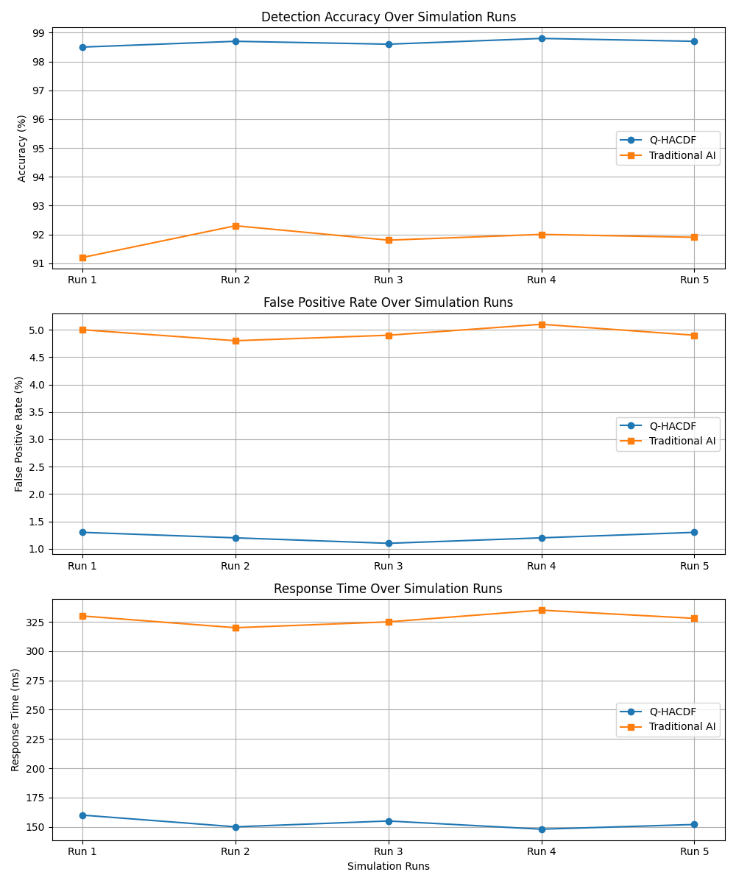 Detection Accuracy Over Simulation Runs
99
98
97
96
95
94
93
92
91
Accuracy (%)
Q-HACDF
Traditional AI
Run 1 Run 2 Run 3 Run 4 Run 5
False Positive Rate Over Simulation Runs
5.0
4.5
4.0
3.5
3.0
2.5
2.0
1.5
1.0
False Positive Rate (%)
Q-HACDF
Traditional AI
Run 1 Run 2 Run 3 Run 4 Run 5
Response Time Over Simulation Runs
325
300
275
250
225
200
175
150
Response Time (ms)
Q-HACDF
Traditional AI
Run 1 Run 2 Run 3 Run 4 Run 5
Simulation Runs